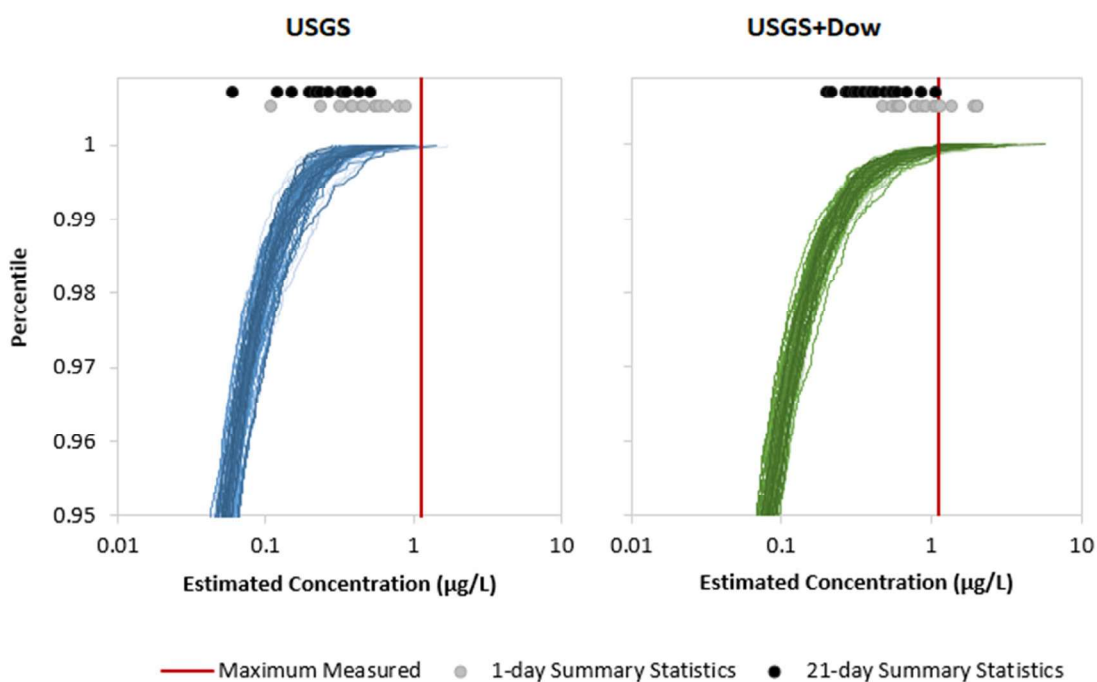 USGS
USGS+Dow
Percentile
1
0.99
0.98
0.97
0.96
0.95
0.01 0.1 1 10
0.01 0.1 1 10
Estimated Concentration (µg/L)
Estimated Concentration (µg/L)
Maximum Measured 1-day Summary Statistics 21-day Summary Statistics